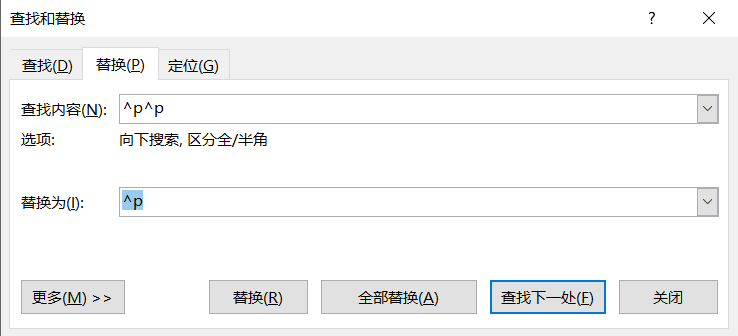 查找和替换
查找(D) 替换(P) 定位(G)
查找内容(N): ^p^p
选项: 向下搜索, 区分全/半角
替换为(I): ^p
更多(M) >> 替换(R) 全部替换(A) 查找下一处(F) 关闭